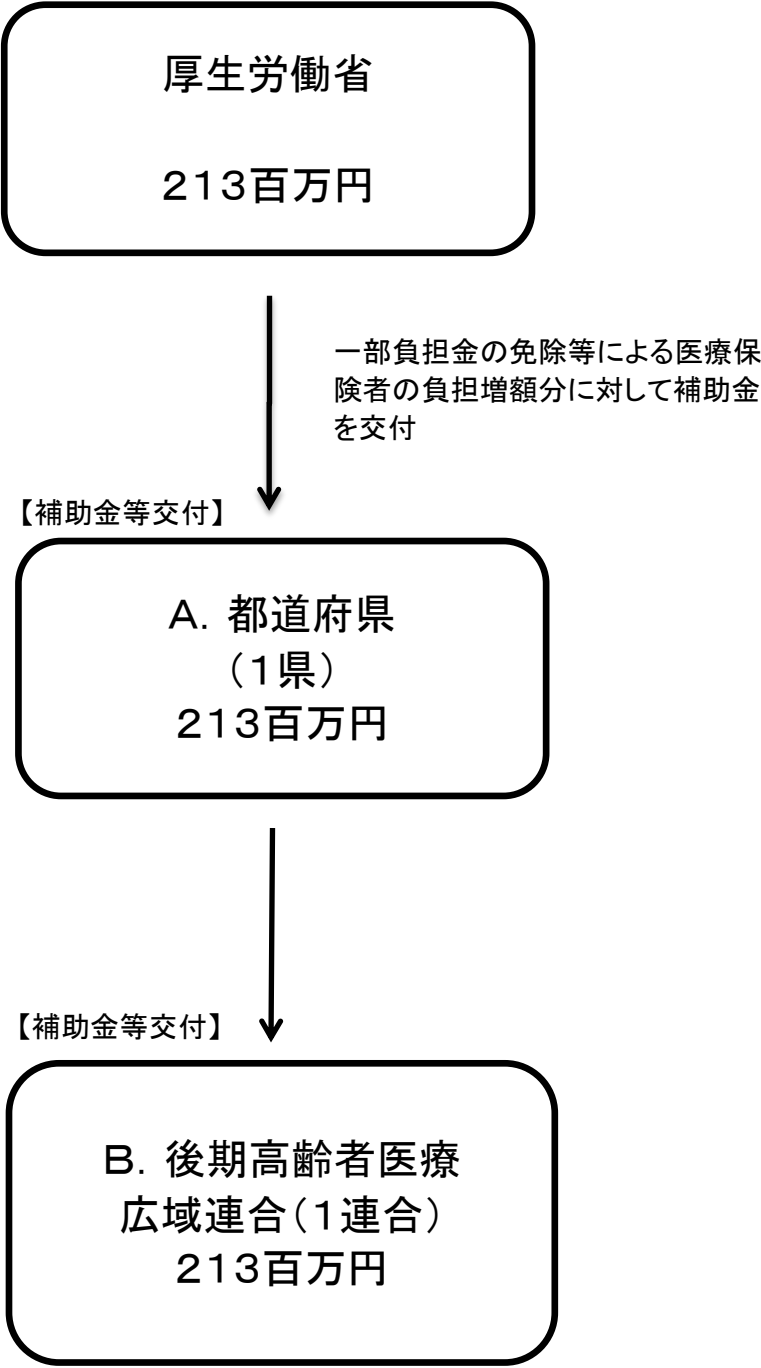 厚生労働省
２１３百万円
一部負担金の免除等による医療保
険者の負担増額分に対して補助金
を交付
【補助金等交付】
Ａ．都道府県
（１県）
２１３百万円
【補助金等交付】
Ｂ．後期高齢者医療
広域連合（１連合）
２１３百万円